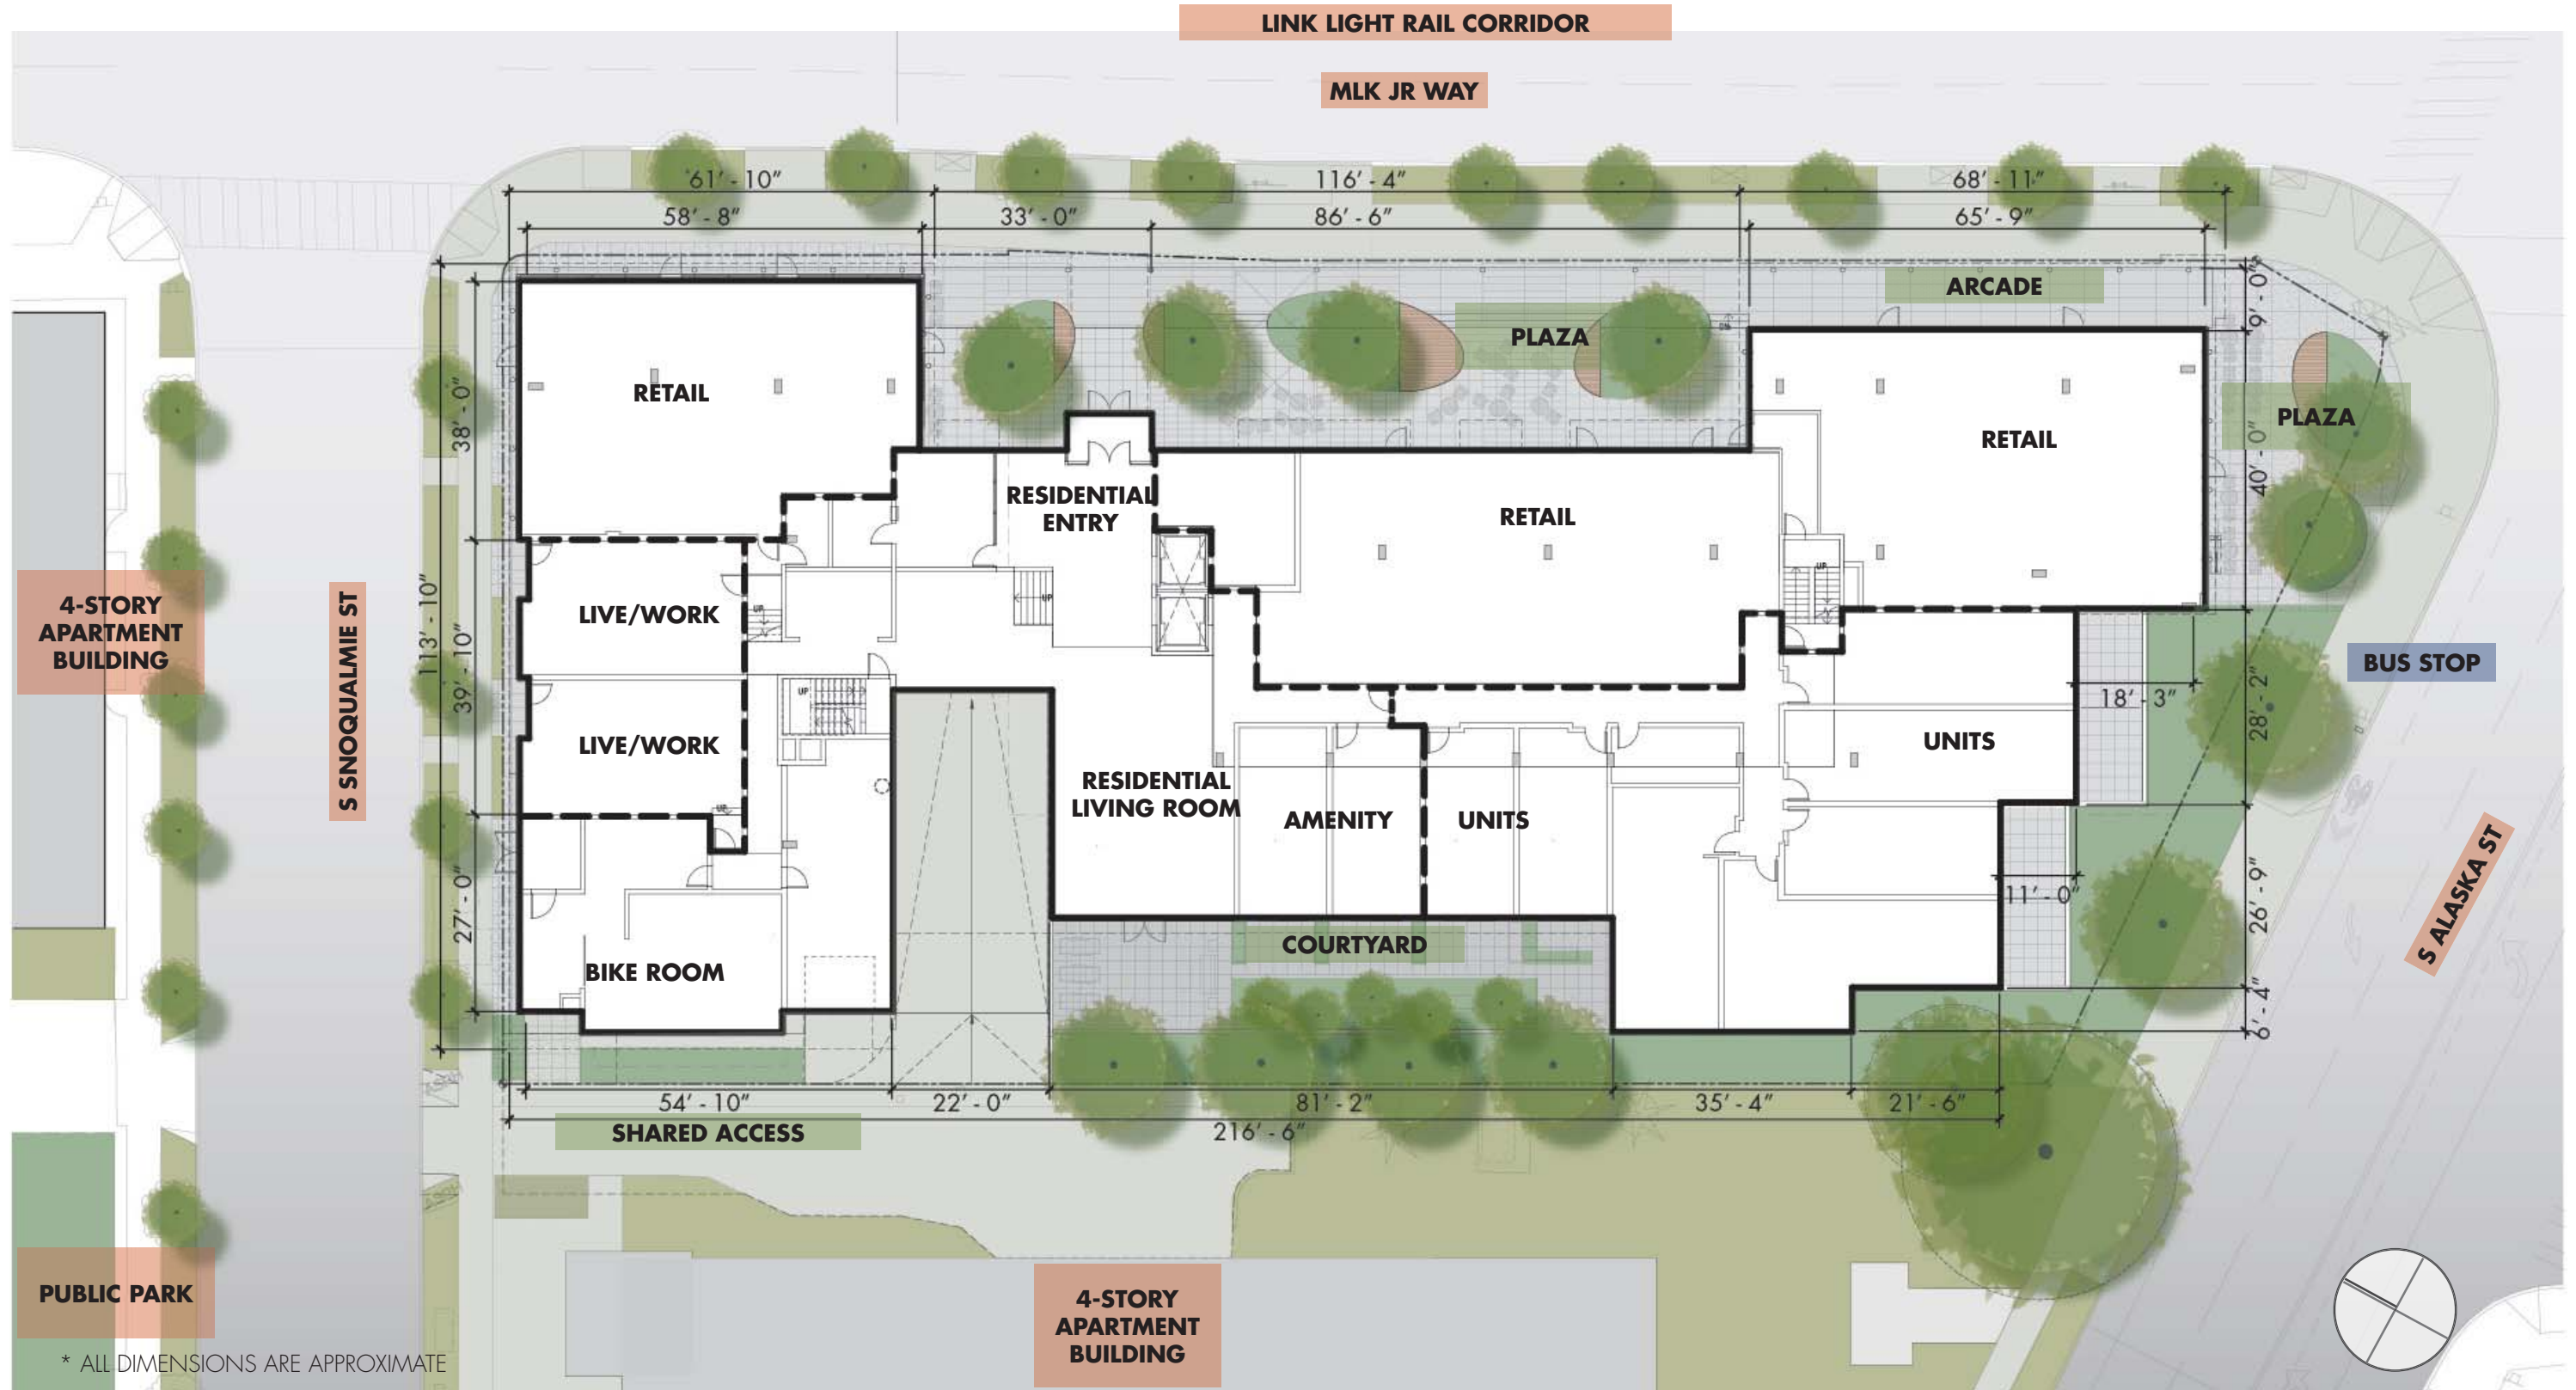 LINK LIGHT RAIL CORRIDOR
MLK JR WAY
61' - 10"
116' - 4"
68' - 11"
58' - 8"
33' - 0"
86' - 6"
65' - 9"
ARCADE
9' - 0"
PLAZA
RETAIL
38' - 0"
PLAZA
RETAIL
40' - 0"
RESIDENTIAL
ENTRY
RETAIL
UP
UP
UP
4-STORY
APARTMENT
BUILDING
S SNOQUALMIE ST
113' - 10"
39' - 10"
LIVE/WORK
BUS STOP
UP
18' - 3"
28' - 2"
LIVE/WORK
UNITS
RESIDENTIAL
LIVING ROOM
AMENITY
UNITS
UP
27' - 0"
11' - 0"
26' - 9"
S ALASKA ST
COURTYARD
BIKE ROOM
6' - 4"
54' - 10"
22' - 0"
81' - 2"
35' - 4"
21' - 6"
SHARED ACCESS
216' - 6"
PUBLIC PARK
4-STORY
APARTMENT
BUILDING
* ALL DIMENSIONS ARE APPROXIMATE